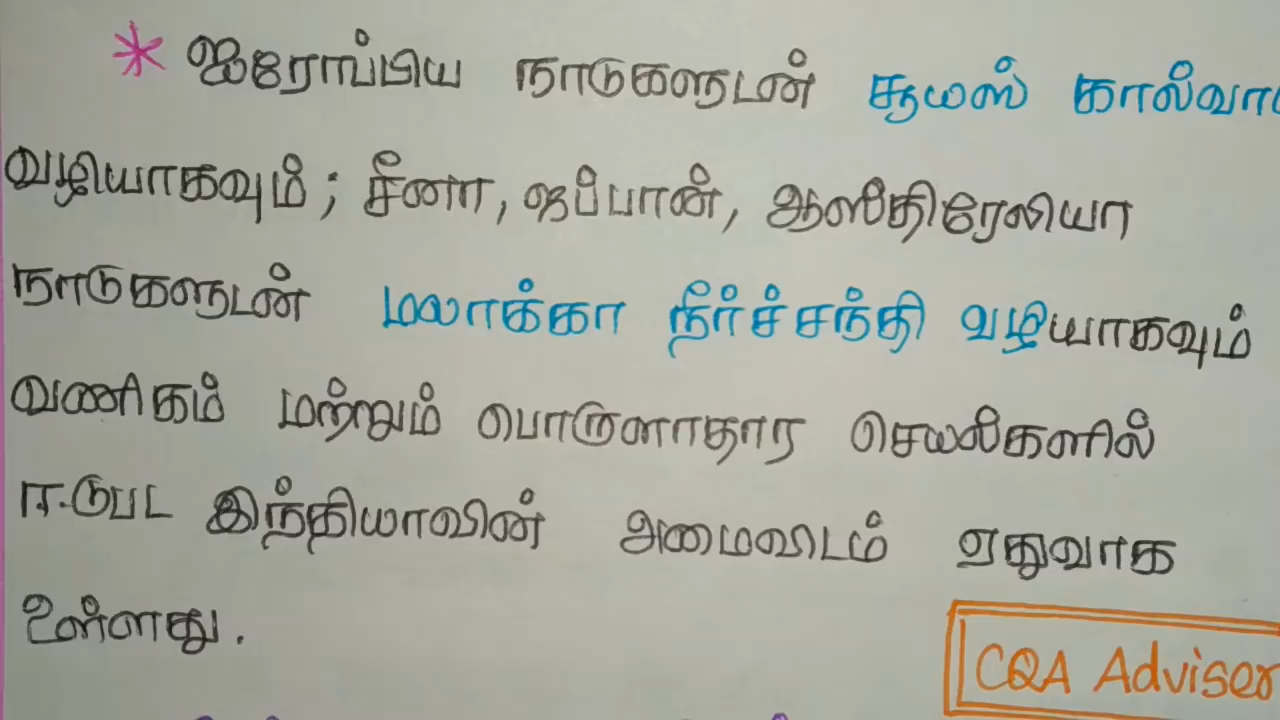 * ஐரோப்பிய நாடுகளுடன் சூயஸ் கால்வா
வழியாகவும்; சீனா, ஜப்பான், ஆஸ்திரேலியா
நாடுகளுடன் மலாக்கா நீர்ச்சந்தி வழியாகவும்
வணிகம் மற்றும் பொருளாதார செயல்களில்
ஈடுபட இந்தியாவின் அமைவிடம் ஏதுவாக
உள்ளது.
CQA Adviser